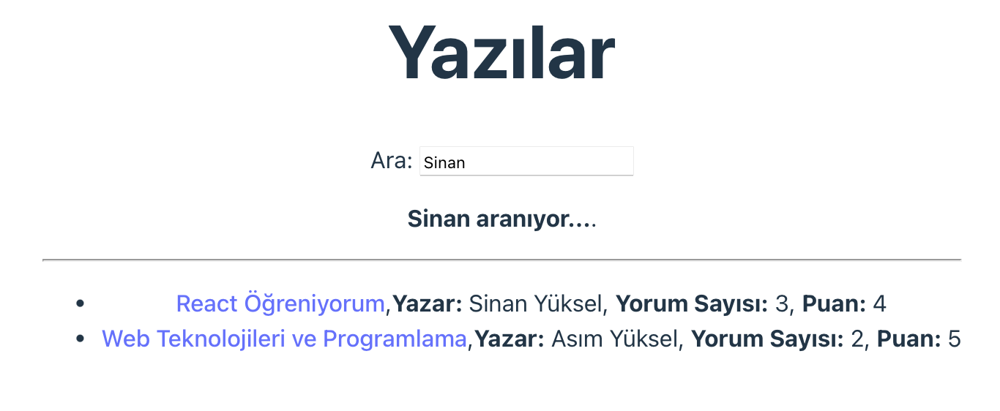 Yazılar
Ara: Sinan
Sinan aranıyor....
• React Öğreniyorum,Yazar: Sinan Yüksel, Yorum Sayısı: 3, Puan: 4
• Web Teknolojileri ve Programlama,Yazar: Asım Yüksel, Yorum Sayısı: 2, Puan: 5